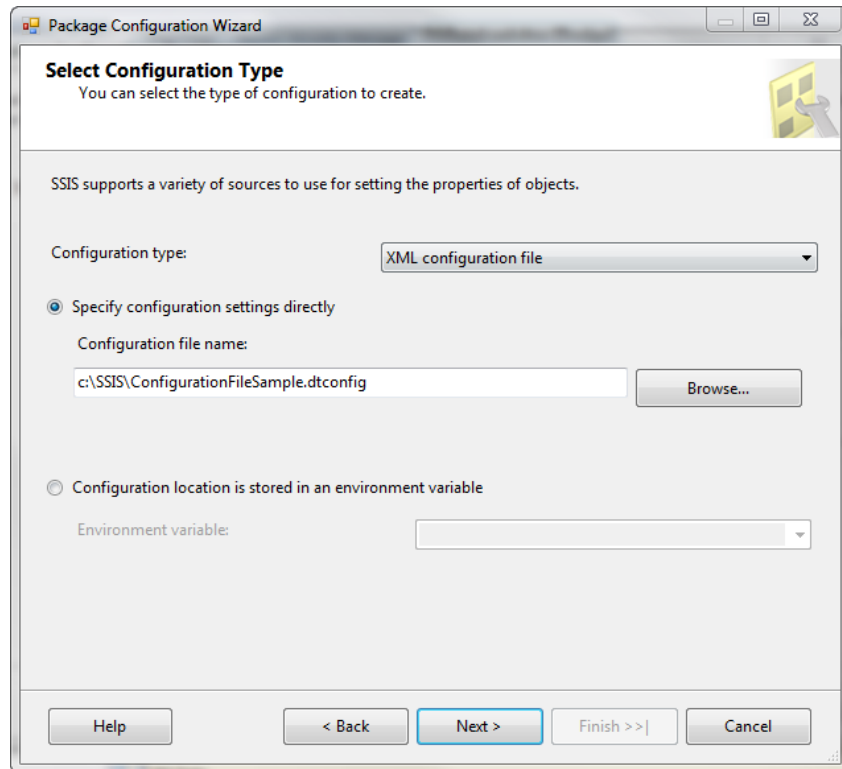 Package Configuration Wizard
Select Configuration Type
You can select the type of configuration to create.
SSIS supports a variety of sources to use for setting the properties of objects.
Configuration type:
XML configuration file
Specify configuration settings directly
Configuration file name:
c:\SSIS\ConfigurationFileSample.dtconfig
Browse...
Configuration location is stored in an environment variable
Environment variable:
Help
< Back
Next >
Finish >>|
Cancel